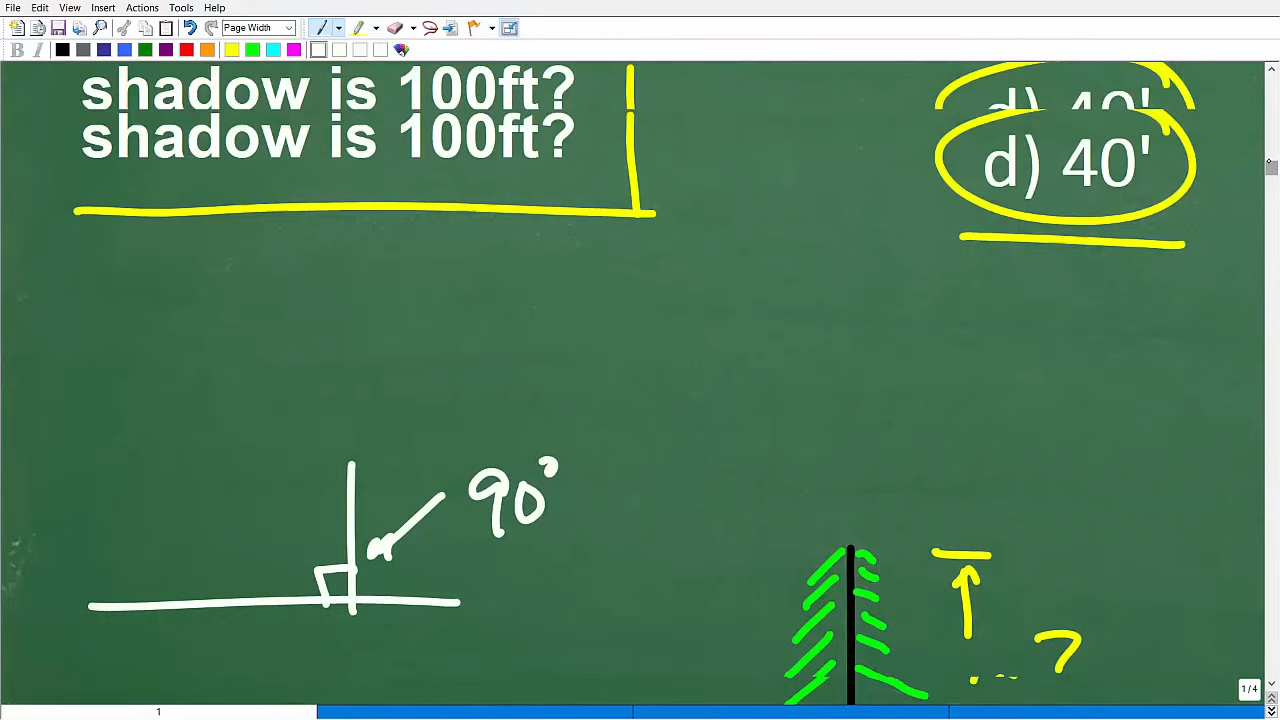 File Edit View Insert Actions Tools Help
Page Width
B I
shadow is 100ft?
shadow is 100ft?
d) 40'
d) 40'
90°
?
1/4
1